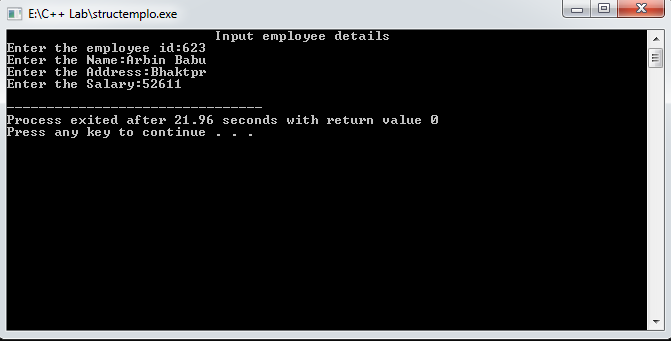 E:\C++ Lab\structemplo.exe
Input employee details
Enter the employee id:623
Enter the Name:Arbin Babu
Enter the Address:Bhaktpr
Enter the Salary:52611
--------------------------------
Process exited after 21.96 seconds with return value 0
Press any key to continue . . .